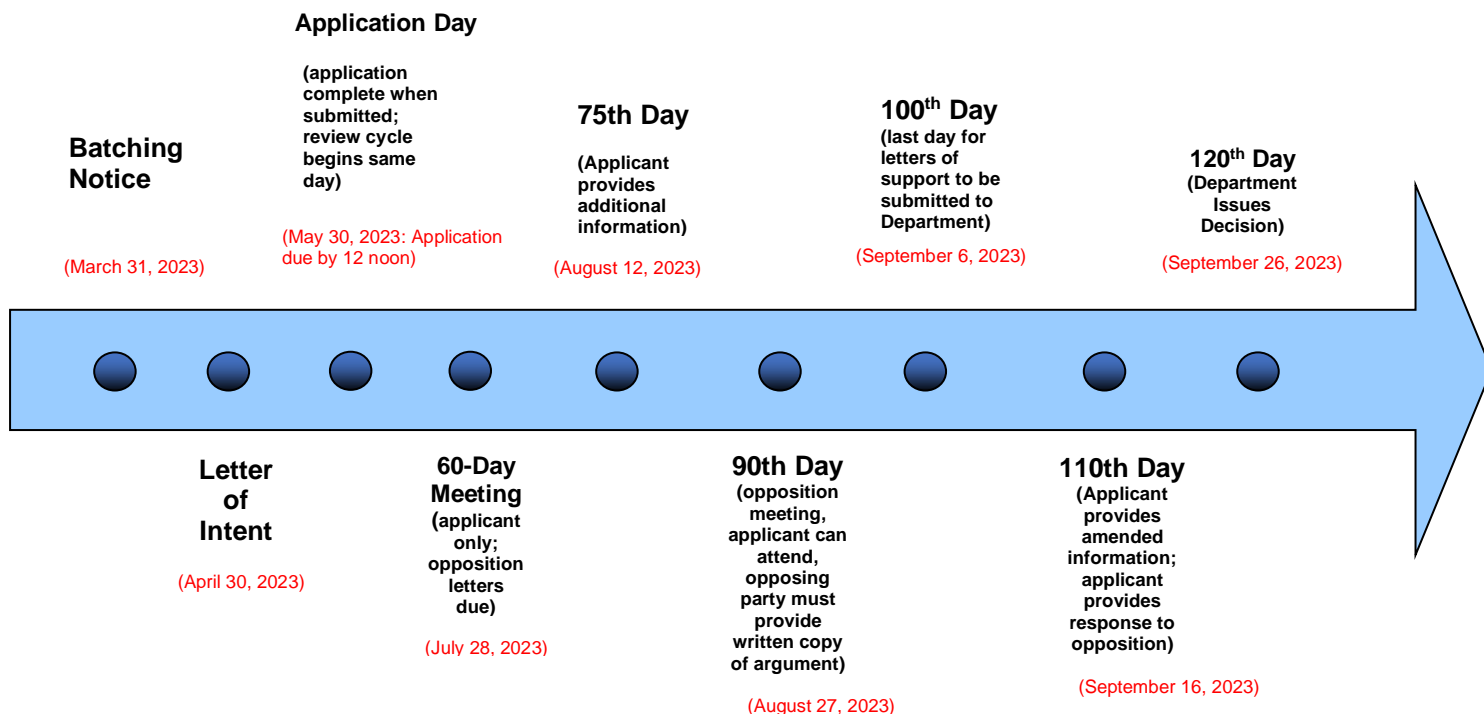 Batching
Notice
(March 31, 2023)
Application Day
(application
complete when
submitted;
review cycle
begins same
day)
(May 30, 2023: Application
due by 12 noon)
75th Day
(Applicant
provides
additional
information)
(August 12, 2023)
100th Day
(last day for
letters of
support to be
submitted to
Department)
(September 6, 2023)
120th Day
(Department
Issues
Decision)
(September 26, 2023)
Letter
of
Intent
(April 30, 2023)
60-Day
Meeting
(applicant
only;
opposition
letters
due)
(July 28, 2023)
90th Day
(opposition
meeting,
applicant can
attend,
opposing
party must
provide
written copy
of argument)
(August 27, 2023)
110th Day
(Applicant
provides
amended
information;
applicant
provides
response to
opposition)
(September 16, 2023)